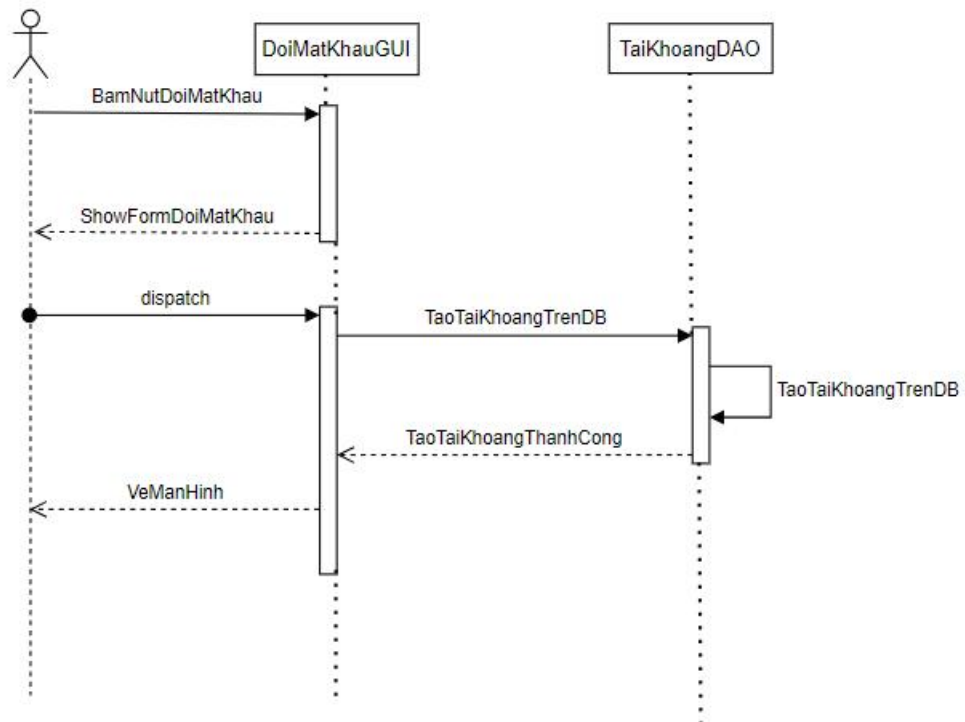 DoiMatKhauGUI
TaiKhoangDAO
BamNutDoiMatKhau
ShowFormDoiMatKhau
dispatch
TaoTaiKhoangTrenDB
TaoTaiKhoangTrenDB
TaoTaiKhoangThanhCong
VeManHinh